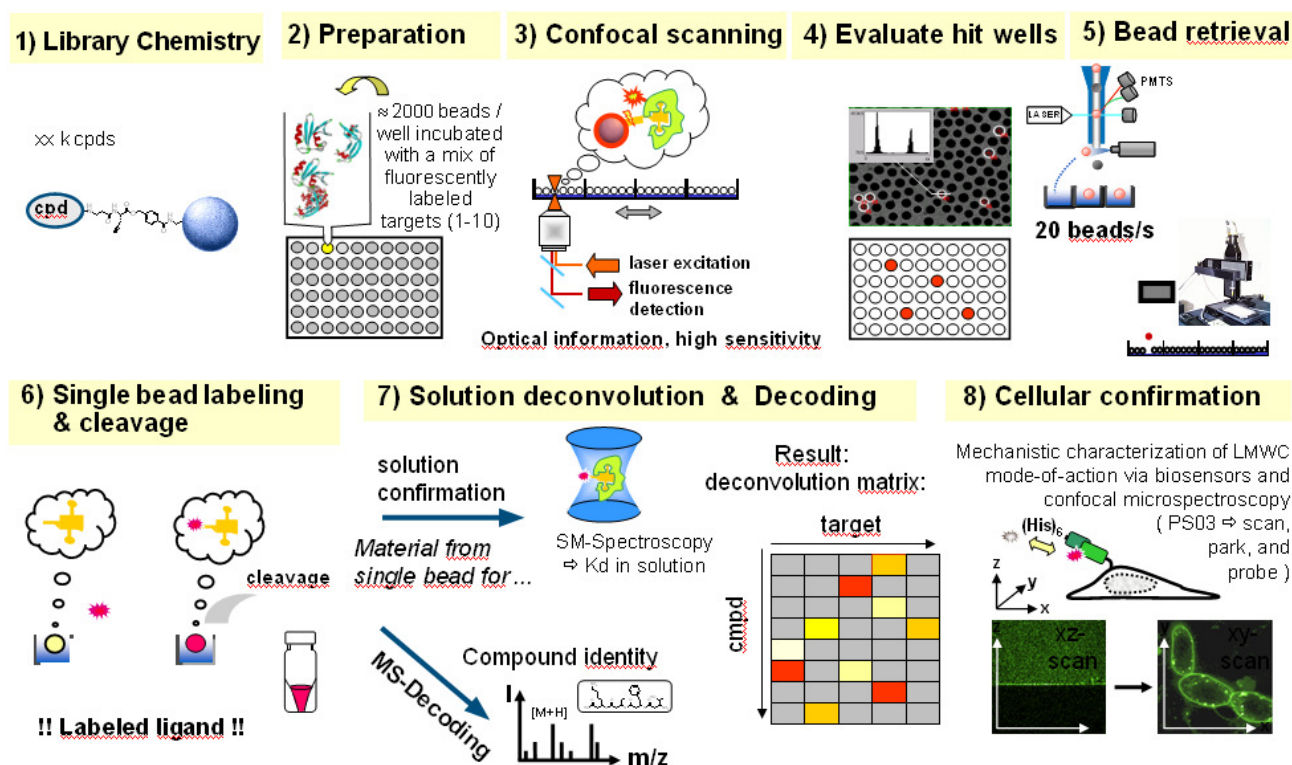 1) Library Chemistry
xx k cpds
cpd
2) Preparation
≈ 2000 beads /
well incubated
with a mix of
fluorescently
labeled
targets (1-10)
3) Confocal scanning
laser excitation
fluorescence
detection
Optical information, high sensitivity
4) Evaluate hit wells
5) Bead retrieval
PMTS
LASER
20 beads/s
6) Single bead labeling
& cleavage
cleavage
!! Labeled ligand !!
7) Solution deconvolution & Decoding
solution
confirmation
Material from
single bead for ...
SM-Spectroscopy
⇨ Kd in solution
MS-Decoding
Compound identity
I
[M+H]
m/z
Result:
deconvolution matrix:
target
cmpd
8) Cellular confirmation
Mechanistic characterization of LMWC
mode-of-action via biosensors and
confocal microspectroscopy
( PS03 ⇨ scan,
park, and
probe )
(His)6
z
y
x
z
xz-
scan
x
y
xy-
scan
x